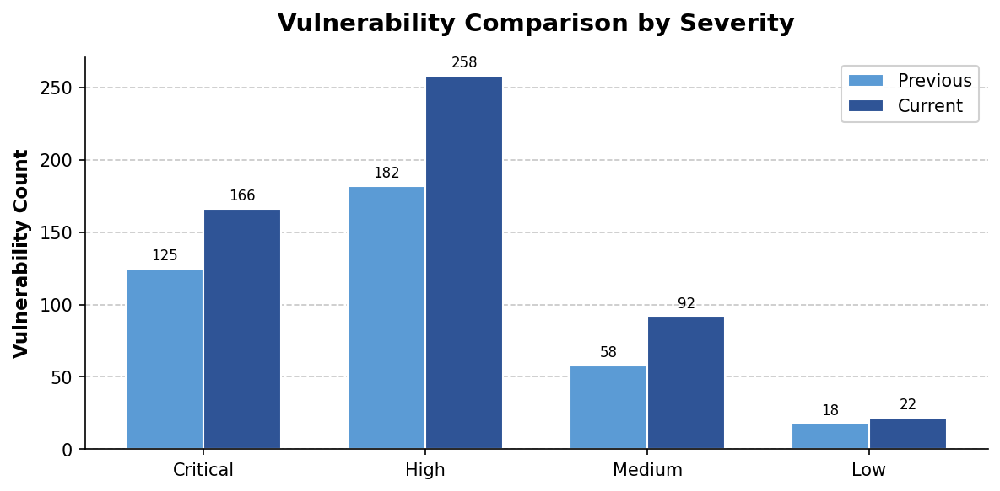 Vulnerability Comparison by Severity
Vulnerability Count
250
200
150
100
50
0
125
166
182
258
58
92
18
22
Previous
Current
Critical
High
Medium
Low